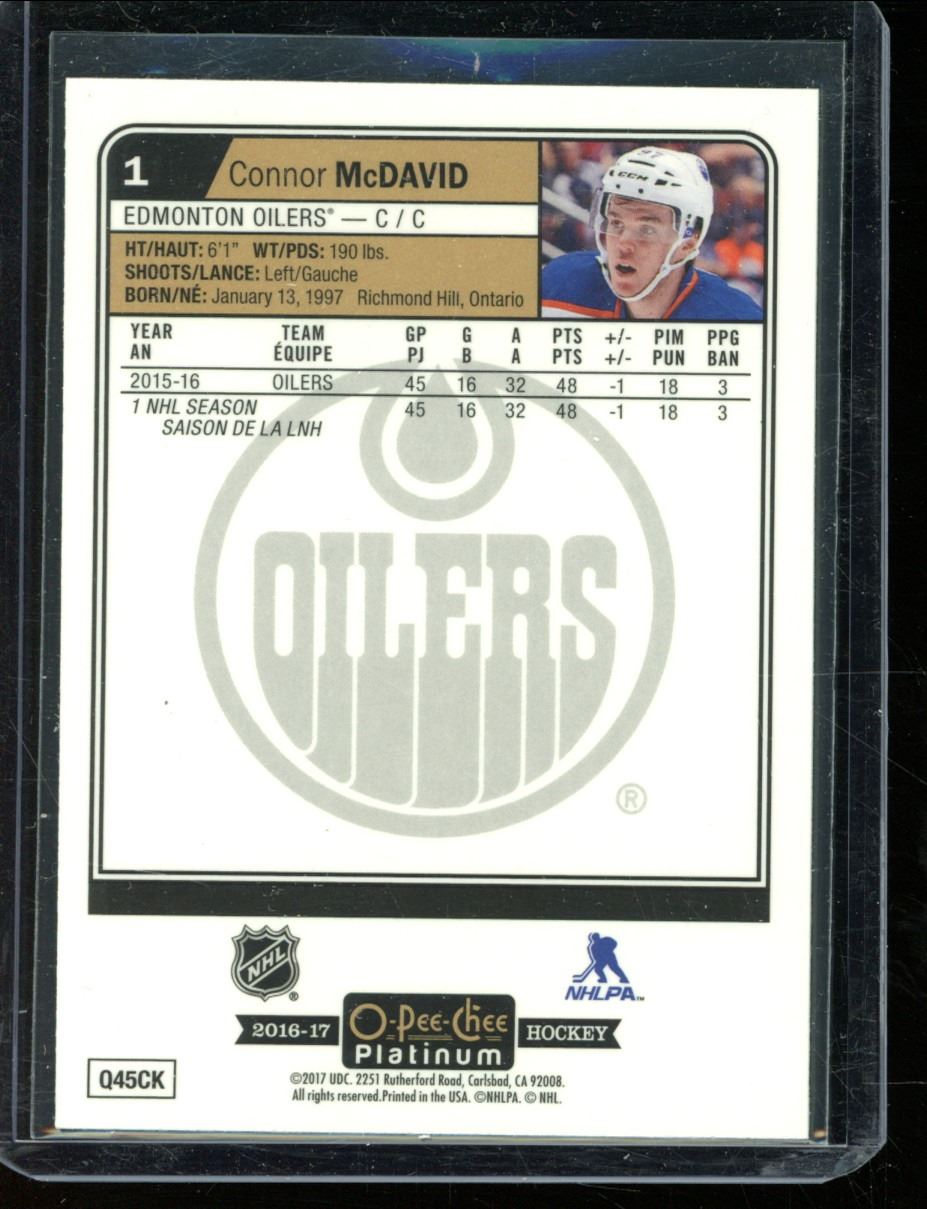 1 Connor McDAVID
EDMONTON OILERS® — C / C
HT/HAUT: 6'1" WT/PDS: 190 lbs.
SHOOTS/LANCE: Left/Gauche
BORN/NÉ: January 13, 1997 Richmond Hill, Ontario
97
CCM
YEAR TEAM GP G A PTS +/- PIM PPG
AN ÉQUIPE PJ B A PTS +/- PUN BAN
2015-16 OILERS 45 16 32 48 -1 18 3
1 NHL SEASON 45 16 32 48 -1 18 3
SAISON DE LA LNH
OILERS
®
NHL ®
NHLPA™
2016-17 O-Pee-Chee HOCKEY
Platinum
Q45CK
©2017 UDC. 2251 Rutherford Road, Carlsbad, CA 92008.
All rights reserved.Printed in the USA. ©NHLPA. © NHL.